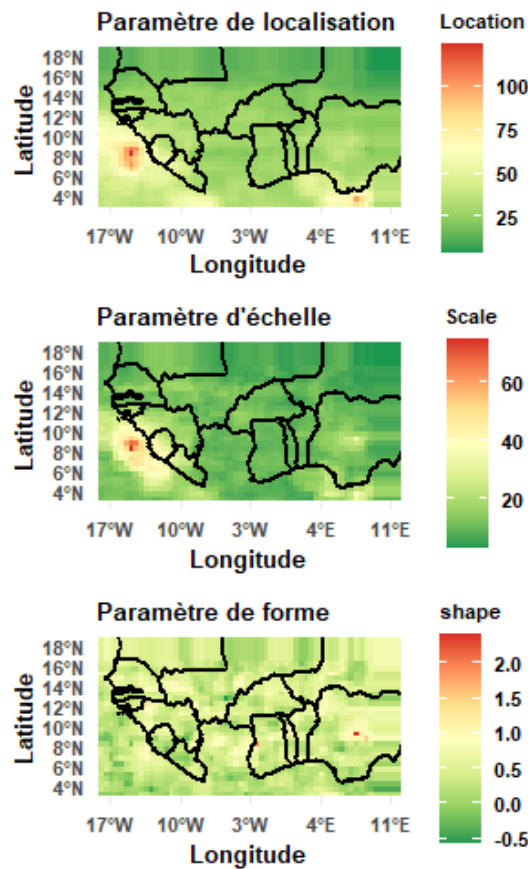 Paramètre de localisation
Location
18°N
16°N
14°N
12°N
10°N
8°N
6°N
4°N
Latitude
17°W 10°W 3°W 4°E 11°E
Longitude
100
75
50
25
Paramètre d'échelle
Scale
18°N
16°N
14°N
12°N
10°N
8°N
6°N
4°N
Latitude
17°W 10°W 3°W 4°E 11°E
Longitude
60
40
20
Paramètre de forme
shape
18°N
16°N
14°N
12°N
10°N
8°N
6°N
4°N
Latitude
17°W 10°W 3°W 4°E 11°E
Longitude
2.0
1.5
1.0
0.5
0.0
-0.5